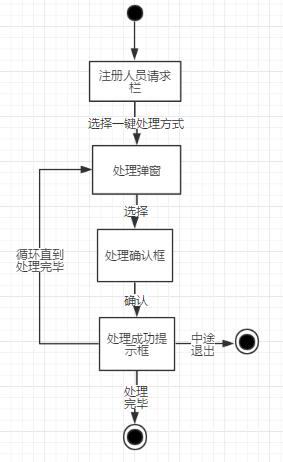 注册人员请求
栏
选择一键处理方式
处理弹窗
选择
循环直到
处理完毕
处理确认框
确认
处理成功提
示框
中途
退出
处理
完毕